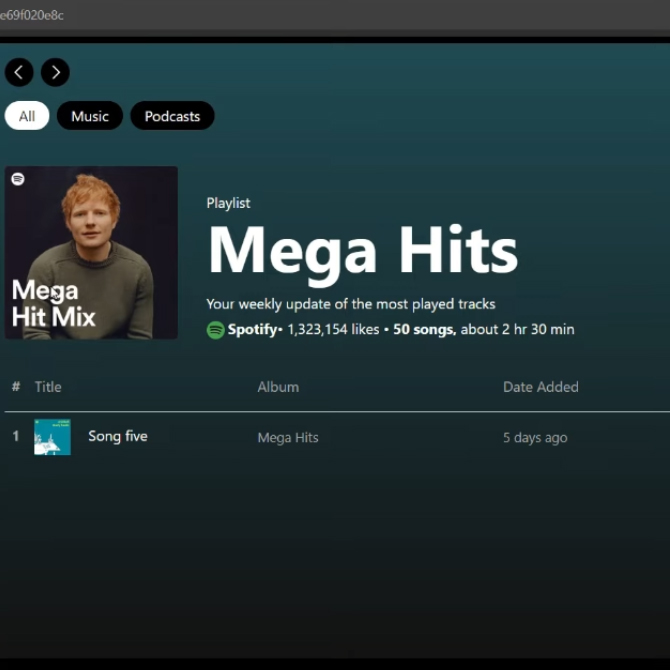 e69f020e8c
All Music Podcasts
Playlist
Mega Hits
Mega
Hit Mix
Your weekly update of the most played tracks
Spotify• 1,323,154 likes • 50 songs, about 2 hr 30 min
# Title Album Date Added
1 Song five Mega Hits 5 days ago